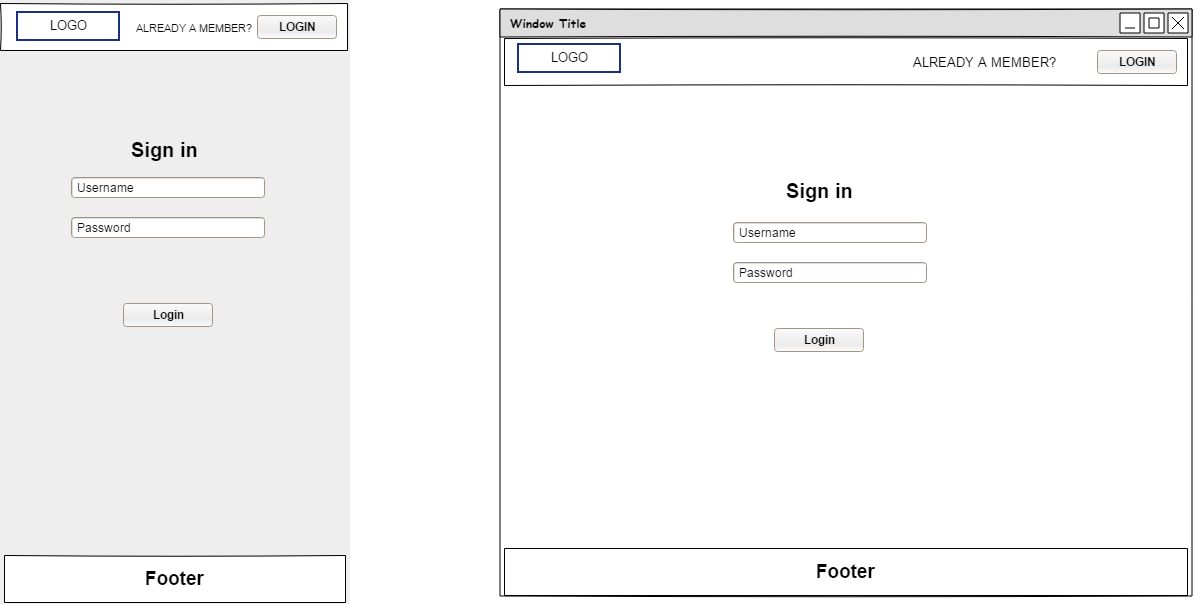 LOGO
ALREADY A MEMBER?
LOGIN
Sign in
Username
Password
Login
Footer
Window Title
LOGO
ALREADY A MEMBER?
LOGIN
Sign in
Username
Password
Login
Footer